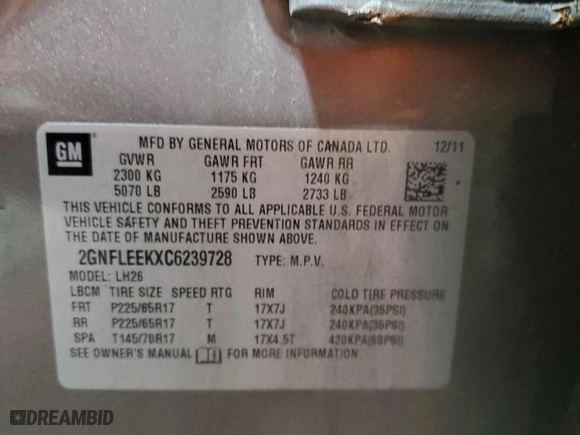 GM
MFD BY GENERAL MOTORS OF CANADA LTD. 12/11
GVWR GAWR FRT GAWR RR
2300 KG 1175 KG 1240 KG
5070 LB 2590 LB 2733 LB
THIS VEHICLE CONFORMS TO ALL APPLICABLE U.S. FEDERAL MOTOR
VEHICLE SAFETY AND THEFT PREVENTION STANDARDS IN EFFECT ON
THE DATE OF MANUFACTURE SHOWN ABOVE.
2GNFLEEKXC6239728 TYPE: M.P.V.
MODEL: LH26
LBCM TIRE SIZE SPEED RTG RIM COLD TIRE PRESSURE
FRT P225/65R17 T 17X7J 240KPA(35PSI)
RR P225/65R17 T 17X7J 240KPA(35PSI)
SPA T145/70R17 M 17X4.5T 420KPA(60PSI)
SEE OWNER'S MANUAL FOR MORE INFORMATION.
DREAMBID